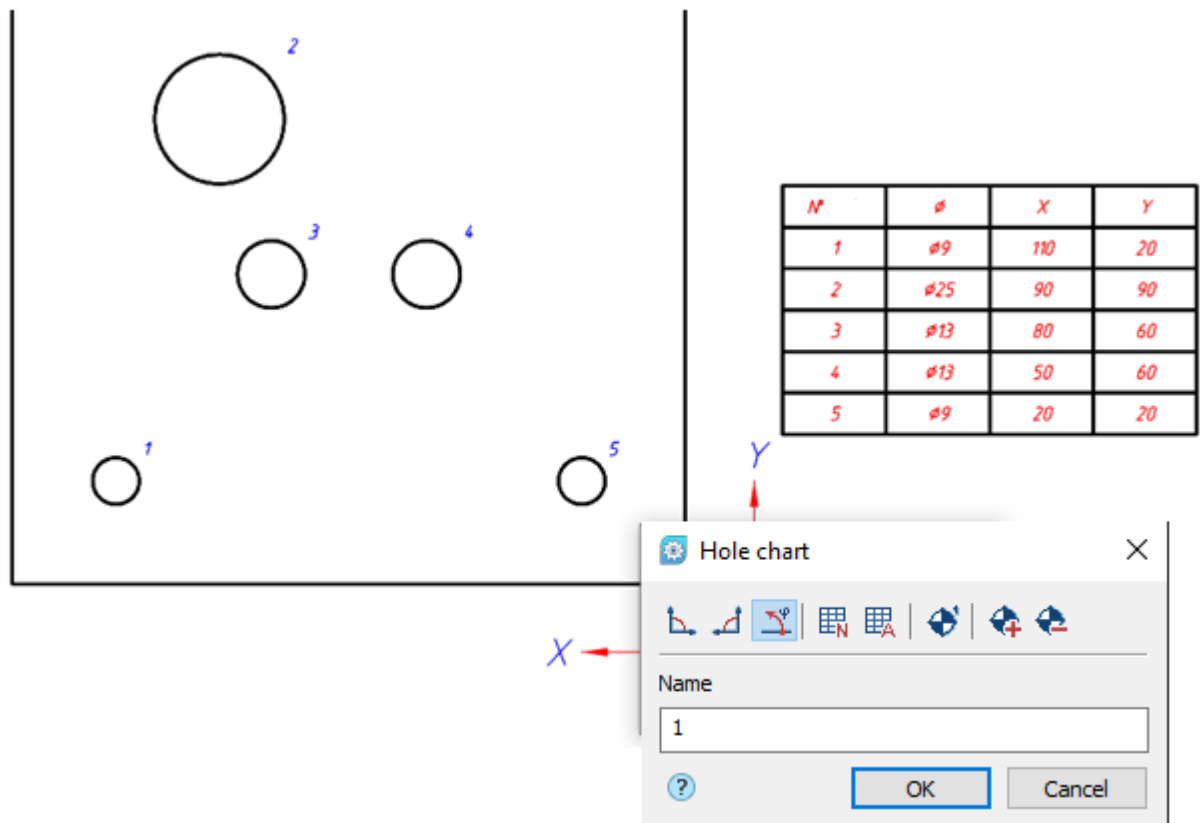 2
3
4
1
5
№ ø X Y
1 ø9 110 20
2 ø25 90 90
3 ø13 80 60
4 ø13 50 60
5 ø9 20 20
Y
X
Hole chart
φ N A
Name
1
? OK Cancel